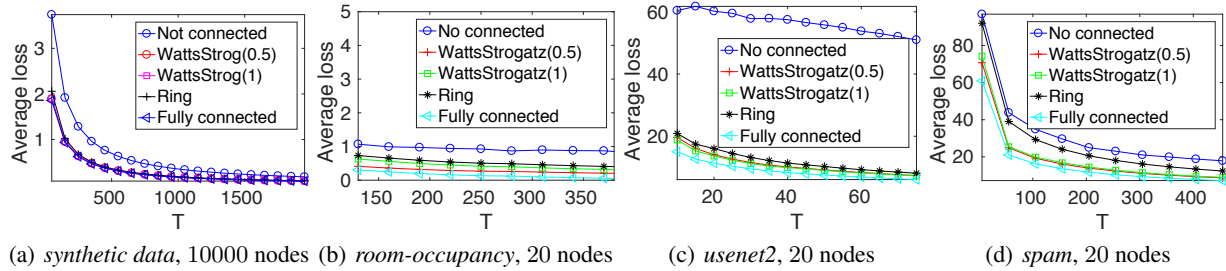 Average loss
3
2
1
500
1000
1500
T
Not connected
WattsStrog(0.5)
WattsStrog(1)
Ring
Fully connected
(a) synthetic data, 10000 nodes
Average loss
5
4
3
2
1
0
150
200
250
300
350
T
No connected
WattsStrogatz(0.5)
WattsStrogatz(1)
Ring
Fully connected
(b) room-occupancy, 20 nodes
Average loss
60
40
20
20
40
60
T
No connected
WattsStrogatz(0.5)
WattsStrogatz(1)
Ring
Fully connected
(c) usenet2, 20 nodes
Average loss
80
60
40
20
100
200
300
400
T
No connected
WattsStrogatz(0.5)
WattsStrogatz(1)
Ring
Fully connected
(d) spam, 20 nodes